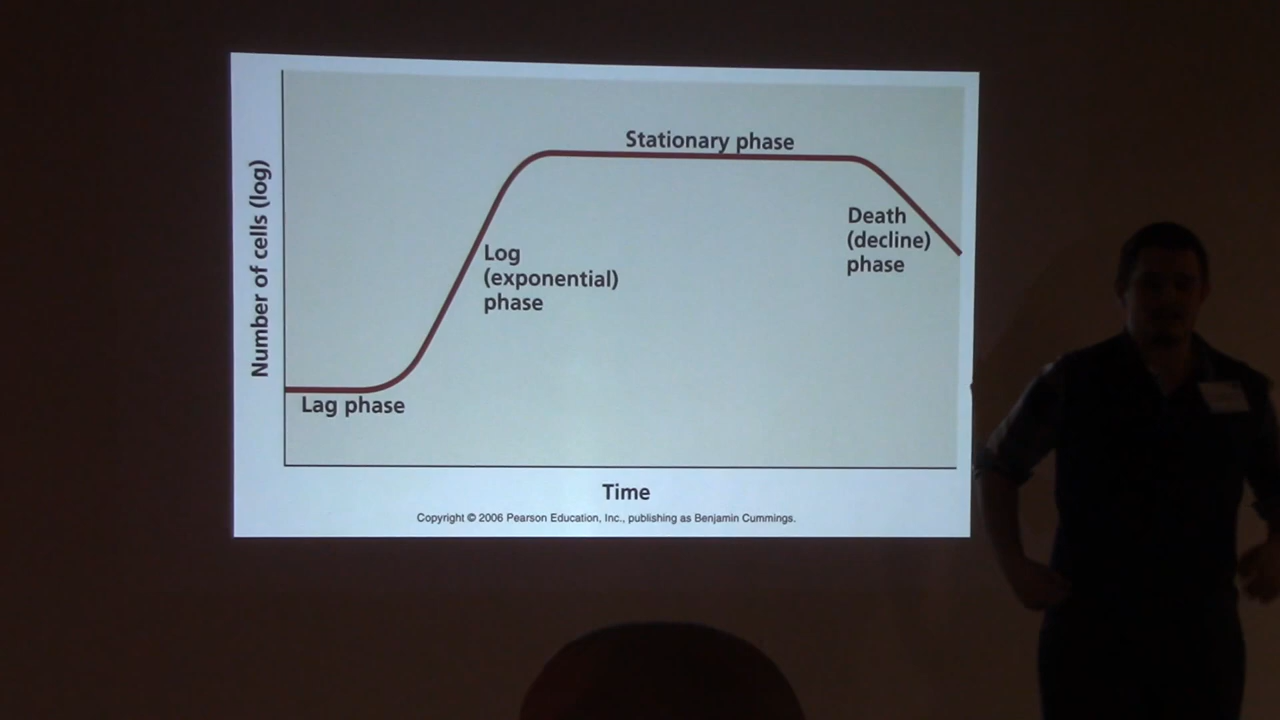 Stationary phase
Number of cells (log)
Death
(decline)
phase
Log
(exponential)
phase
Lag phase
Time
Copyright © 2006 Pearson Education, Inc., publishing as Benjamin Cummings.